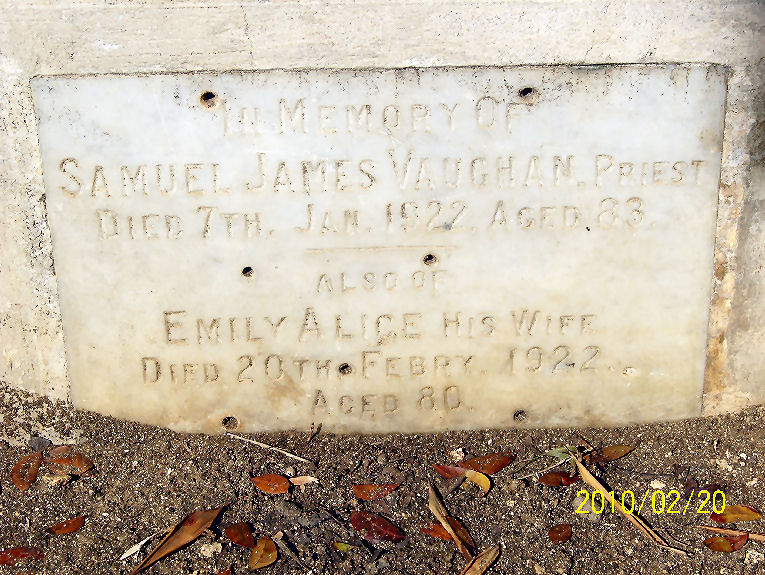 In Memory Of
Samuel James Vaughan, Priest
Died 7th. Jan. 1922. Aged 83.
Also of
Emily Alice His Wife
Died 20th. Febry. 1922.
Aged 80.
2010/02/20